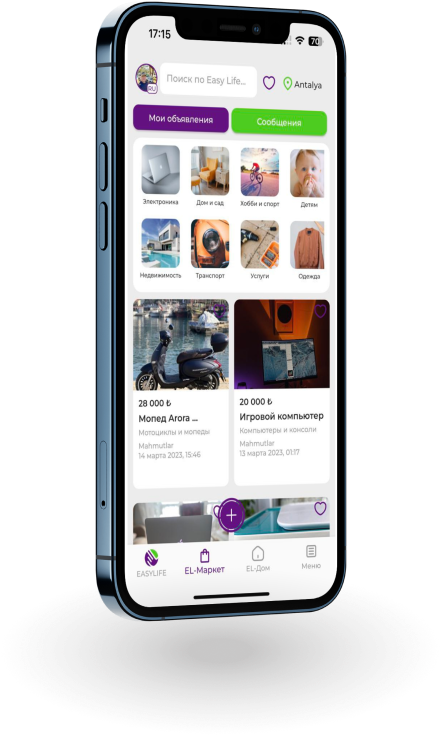 17:15
70
RU
Поиск по Easy Life...
Antalya
Мои объявления
Сообщения
Электроника
Дом и сад
Хобби и спорт
Детям
Недвижимость
Транспорт
Услуги
Одежда
28 000 ₺
Мопед Arora ...
Мотоциклы и мопеды
Mahmutlar
14 марта 2023, 15:46
20 000 ₺
Игровой компьютер
Компьютеры и консоли
Mahmutlar
13 марта 2023, 01:17
EASYLIFE
EL-Маркет
EL-Дом
Меню